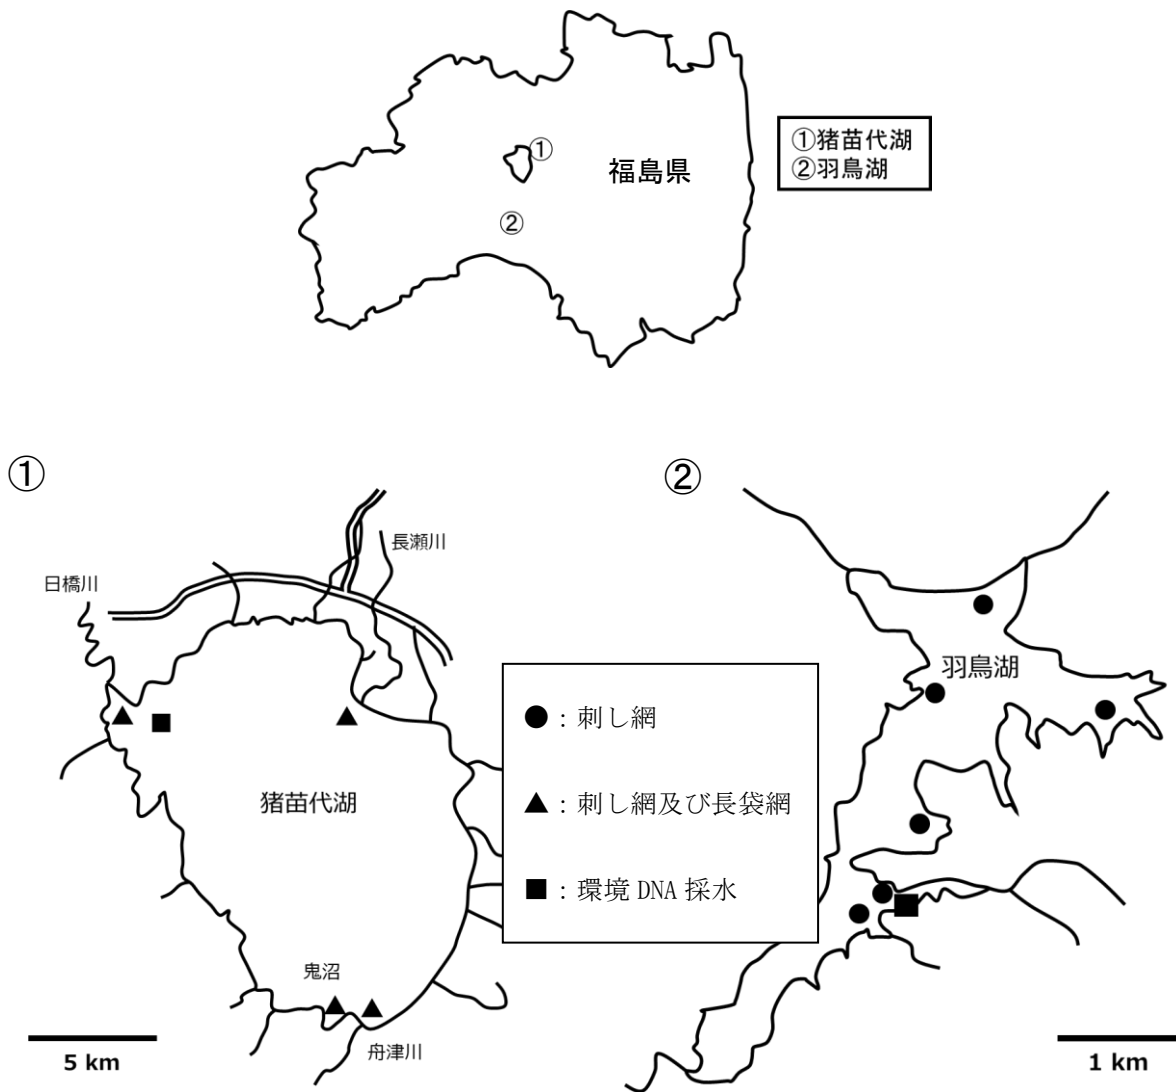 ①
福島県
②
①猪苗代湖
②羽鳥湖
①
長瀬川
日橋川
猪苗代湖
鬼沼
舟津川
5 km
●：刺し網
▲：刺し網及び長袋網
■：環境 DNA 採水
②
羽鳥湖
1 km